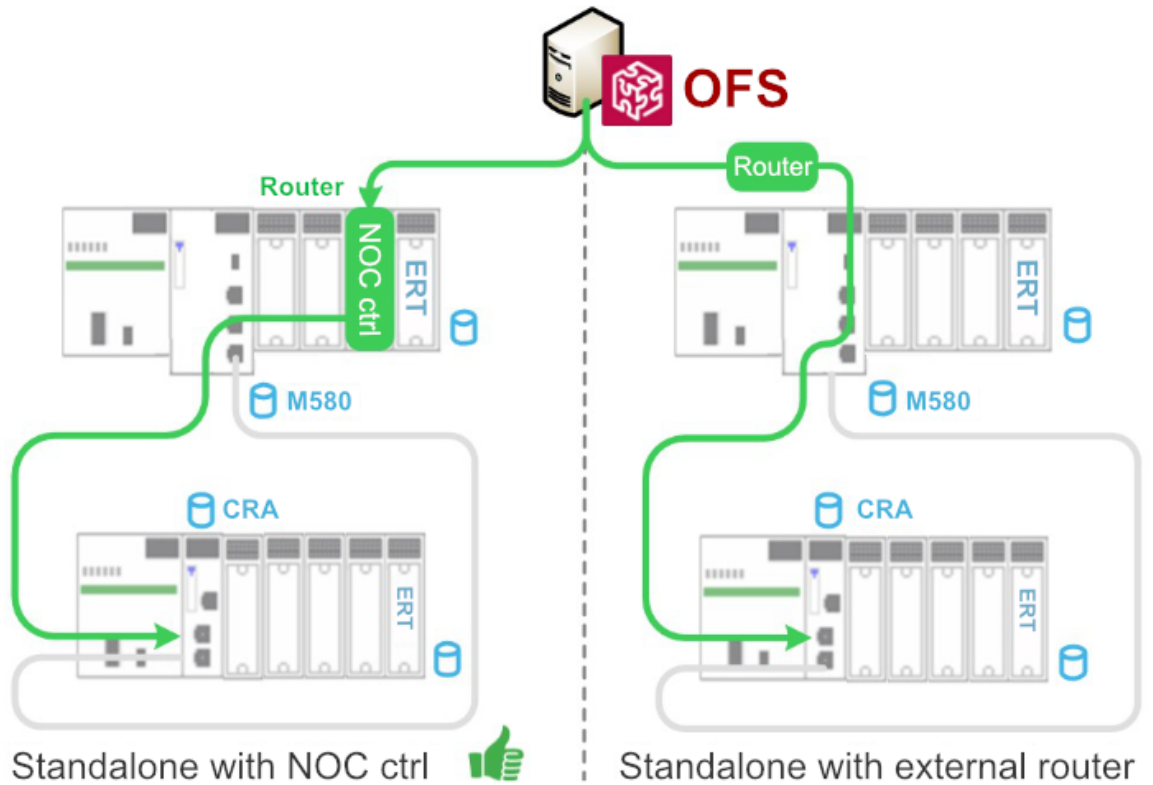 OFS
Router
Router
NOC ctrl
ERT
ERT
M580
M580
CRA
CRA
ERT
ERT
Standalone with NOC ctrl
Standalone with external router